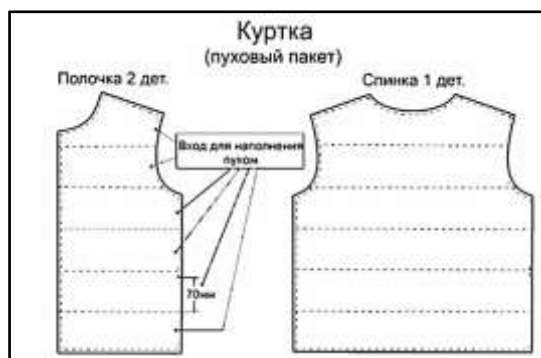 Куртка
(пуховый пакет)
Полочка 2 дет.
Спинка 1 дет.
Вход для наполнения
пухом
70мм